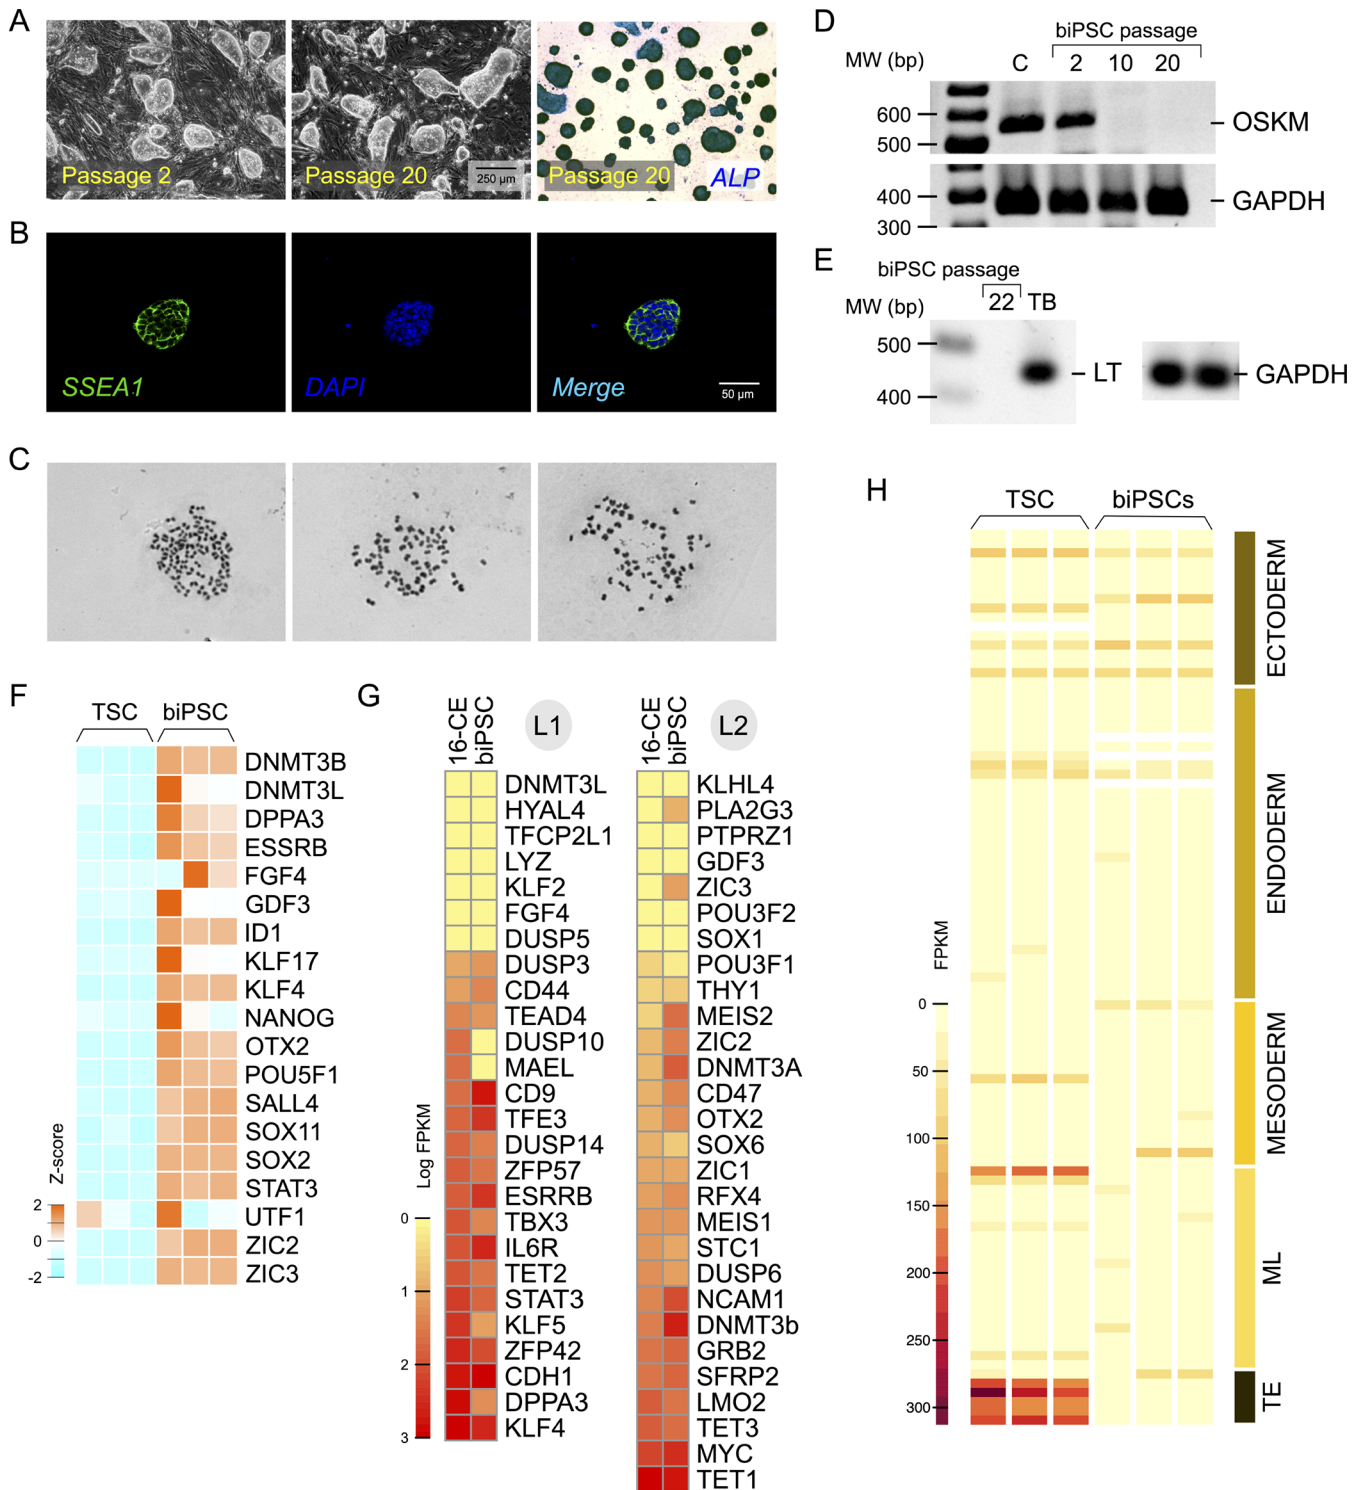 A
Passage 2
Passage 20
250 µm
Passage 20
ALP
B
SSEA1
DAPI
Merge
50 µm
C
D
biPSC passage
MW (bp)
C
2
10
20
600
500
OSKM
400
300
GAPDH
E
biPSC passage
MW (bp)
22
TB
500
400
LT
GAPDH
F
TSC
biPSC
DNMT3B
DNMT3L
DPPA3
ESSRB
FGF4
GDF3
ID1
KLF17
KLF4
NANOG
OTX2
POU5F1
SALL4
SOX11
SOX2
STAT3
UTF1
ZIC2
ZIC3
Z-score
2
0
-2
G
16-CE
biPSC
L1
DNMT3L
HYAL4
TFCP2L1
LYZ
KLF2
FGF4
DUSP5
DUSP3
CD44
TEAD4
DUSP10
MAEL
CD9
TFE3
DUSP14
ZFP57
ESRRB
TBX3
IL6R
TET2
STAT3
KLF5
ZFP42
CDH1
DPPA3
KLF4
Log FPKM
0
1
2
3
16-CE
biPSC
L2
KLHL4
PLA2G3
PTPRZ1
GDF3
ZIC3
POU3F2
SOX1
POU3F1
THY1
MEIS2
ZIC2
DNMT3A
CD47
OTX2
SOX6
ZIC1
RFX4
MEIS1
STC1
DUSP6
NCAM1
DNMT3b
GRB2
SFRP2
LMO2
TET3
MYC
TET1
H
TSC
biPSCs
ECTODERM
ENDODERM
MESODERM
ML
TE
FPKM
0
50
100
150
200
250
300